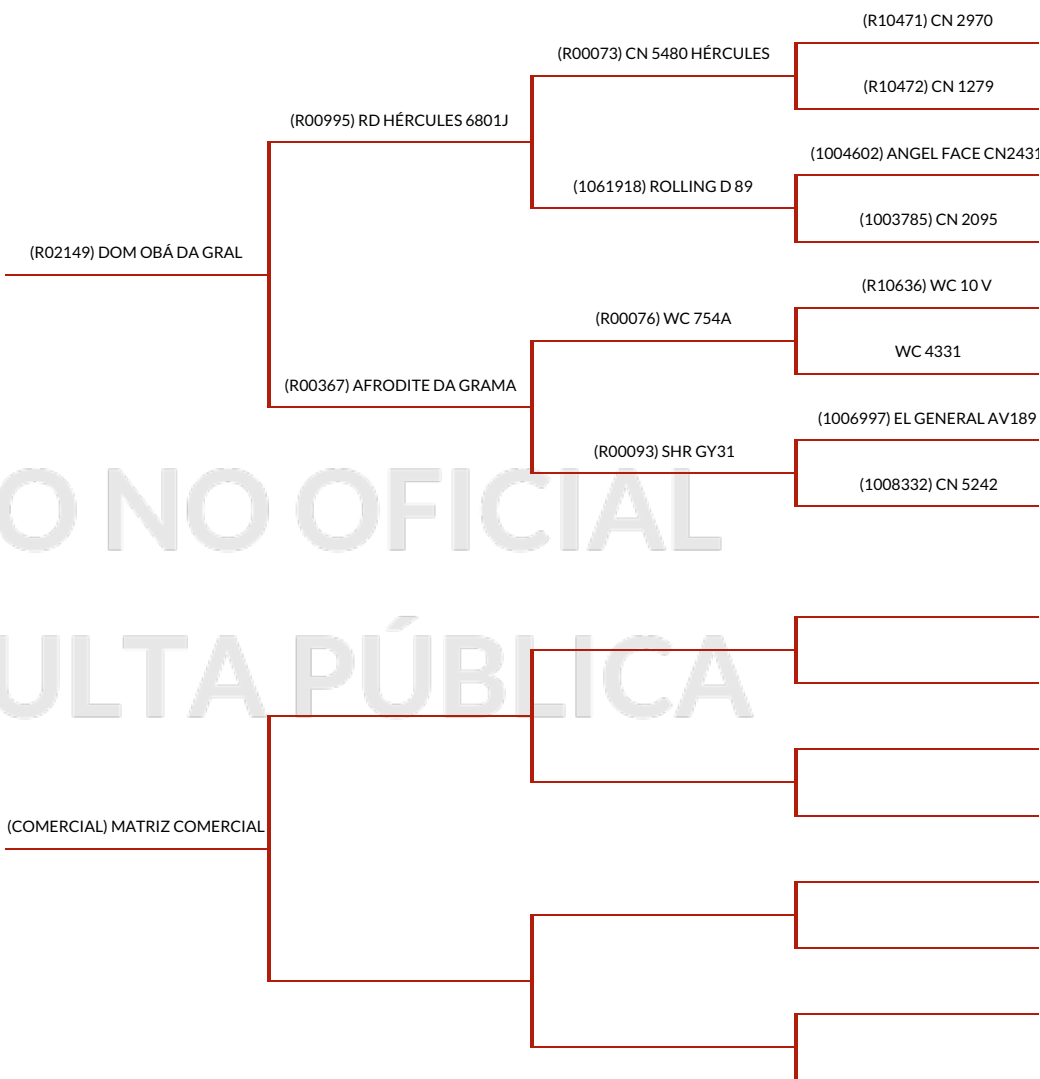 (R10471) CN 2970
(R00073) CN 5480 HÉRCULES
(R10472) CN 1279
(R00995) RD HÉRCULES 6801J
(1004602) ANGEL FACE CN2431
(1061918) ROLLING D 89
(1003785) CN 2095
(R02149) DOM OBÁ DA GRAL
(R10636) WC 10 V
(R00076) WC 754A
WC 4331
(R00367) AFRODITE DA GRAMA
(1006997) EL GENERAL AV189
(R00093) SHR GY31
(1008332) CN 5242
O NO OFICIAL
ULTA PÚBLICA
(COMERCIAL) MATRIZ COMERCIAL